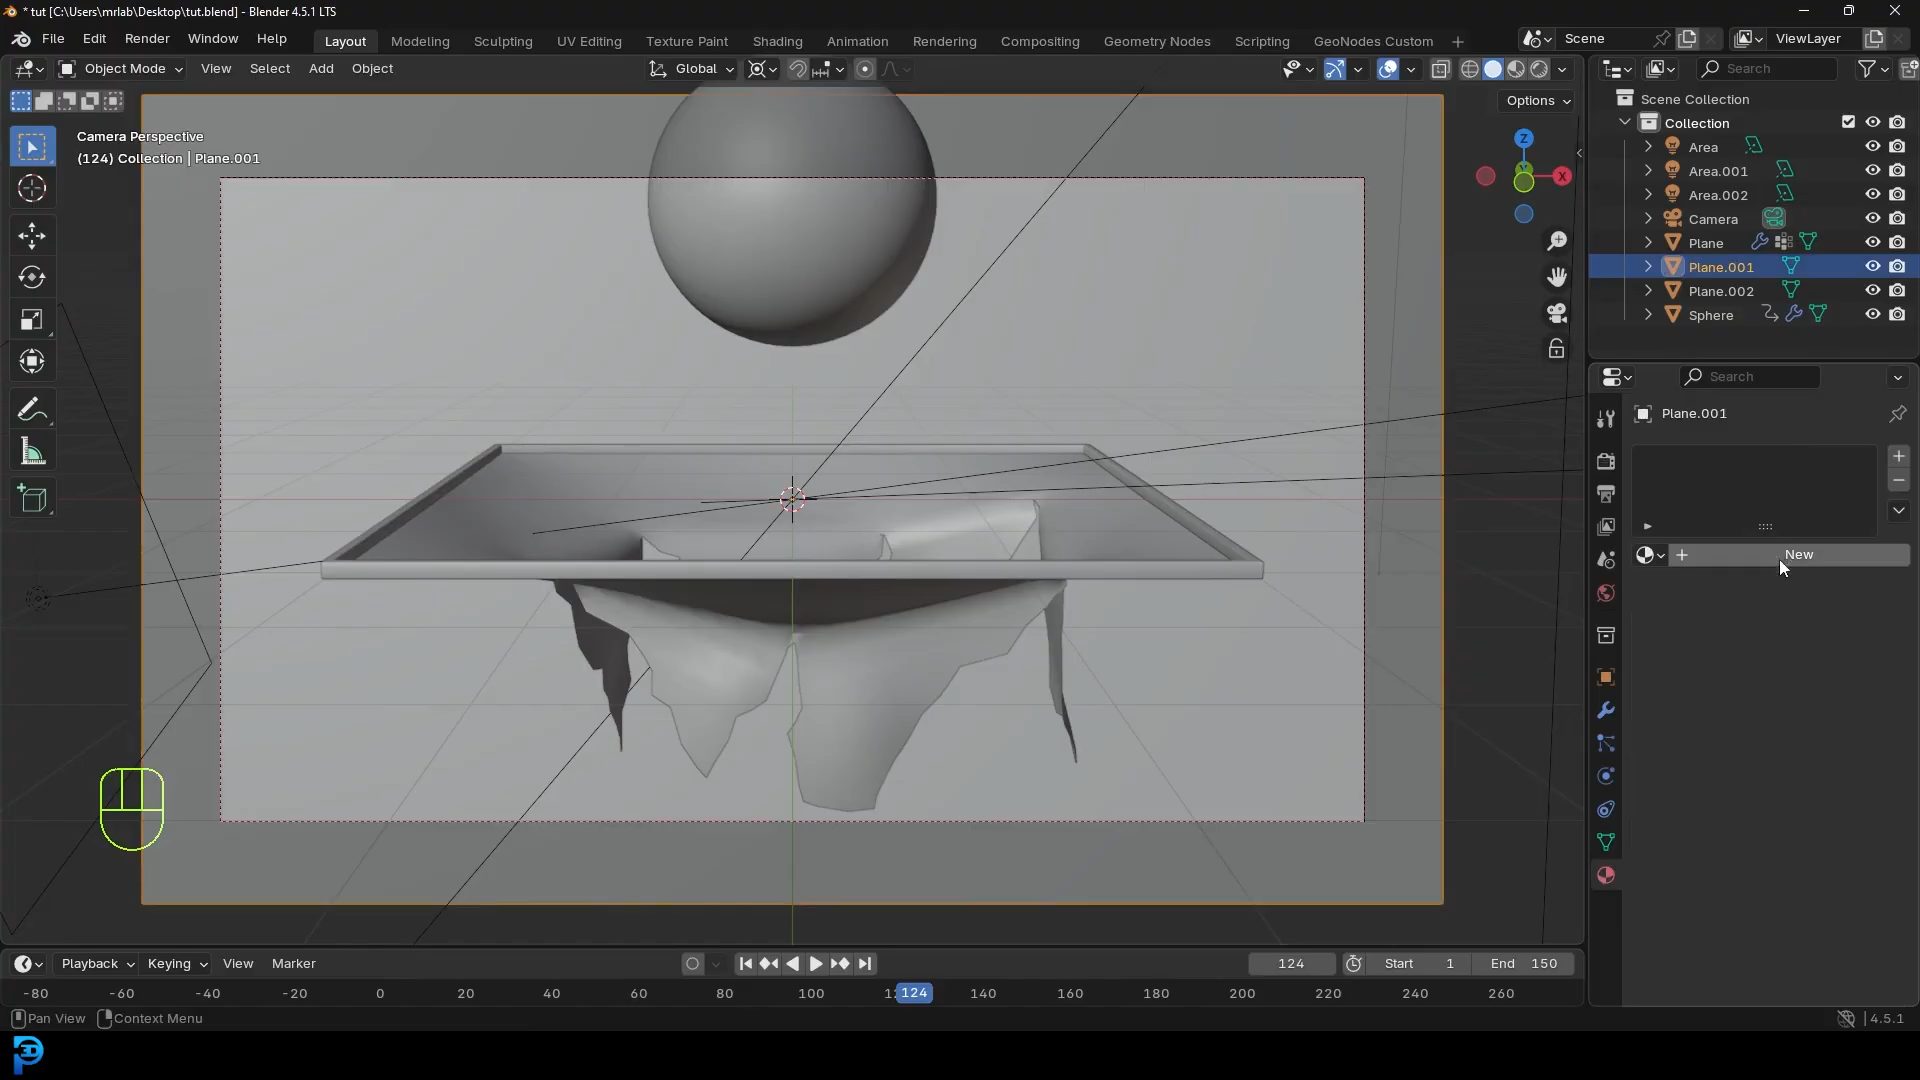 * tut [C:\Users\mrlab\Desktop\tut.blend] - Blender 4.5.1 LTS
File Edit Render Window Help
Layout Modeling Sculpting UV Editing Texture Paint Shading Animation Rendering Compositing Geometry Nodes Scripting GeoNodes Custom
Scene
ViewLayer
Object Mode View Select Add Object
Global
Search
Options
Camera Perspective
(124) Collection | Plane.001
Z
X
Scene Collection
Collection
Area
Area.001
Area.002
Camera
Plane
Plane.001
Plane.002
Sphere
Search
Plane.001
New
Playback Keying View Marker
124
Start 1
End 150
-80 -60 -40 -20 0 20 40 60 80 100 124 140 160 180 200 220 240 260
Pan View Context Menu
4.5.1